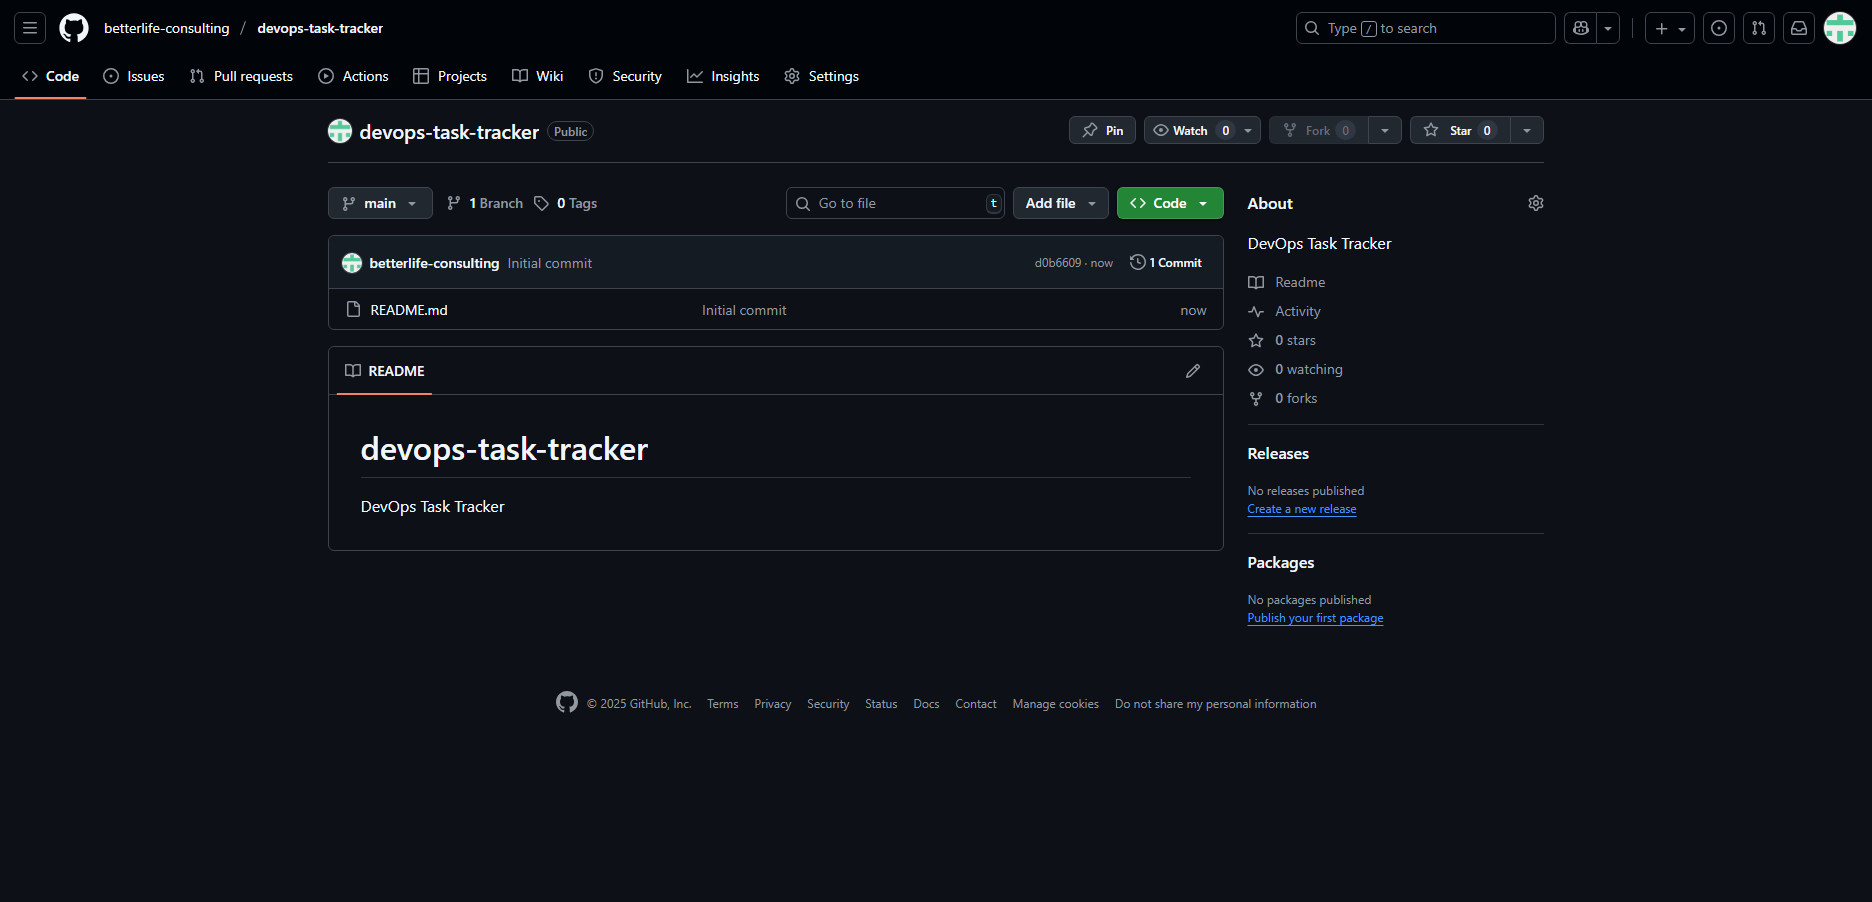 betterlife-consulting / devops-task-tracker
Type / to search
Code Issues Pull requests Actions Projects Wiki Security Insights Settings
devops-task-tracker Public
Pin Watch 0 Fork 0 Star 0
main 1 Branch 0 Tags
Go to file t Add file Code
betterlife-consulting Initial commit d0b6609 · now 1 Commit
README.md Initial commit now
README
devops-task-tracker
DevOps Task Tracker
About
DevOps Task Tracker
Readme
Activity
0 stars
0 watching
0 forks
Releases
No releases published
Create a new release
Packages
No packages published
Publish your first package
© 2025 GitHub, Inc. Terms Privacy Security Status Docs Contact Manage cookies Do not share my personal information